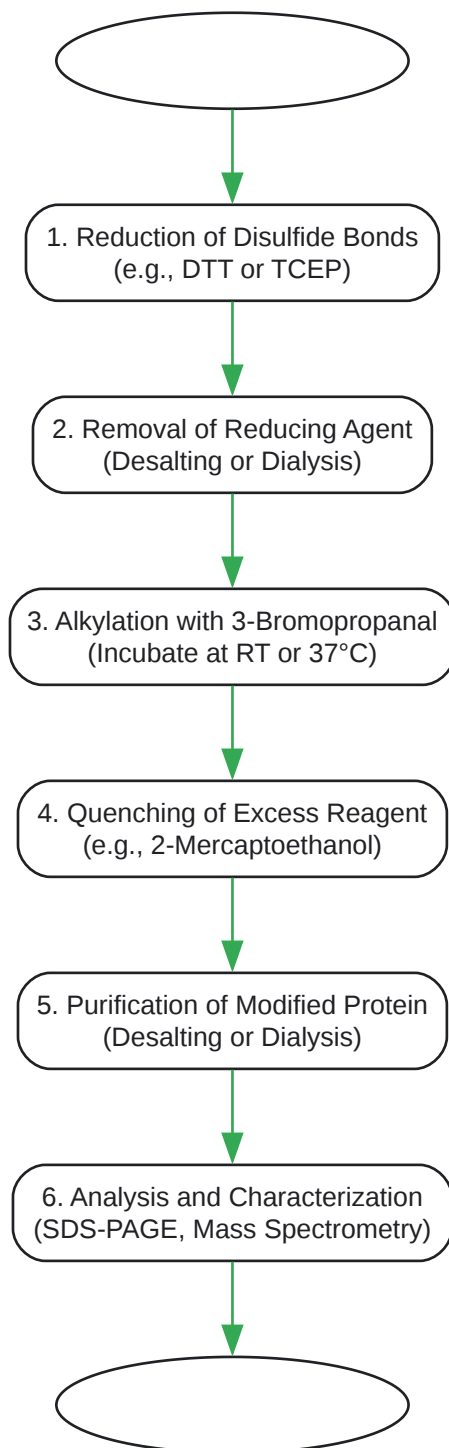 1. Reduction of Disulfide Bonds
(e.g., DTT or TCEP)
2. Removal of Reducing Agent
(Desalting or Dialysis)
3. Alkylation with 3-Bromopropanal
(Incubate at RT or 37°C)
4. Quenching of Excess Reagent
(e.g., 2-Mercaptoethanol)
5. Purification of Modified Protein
(Desalting or Dialysis)
6. Analysis and Characterization
(SDS-PAGE, Mass Spectrometry)